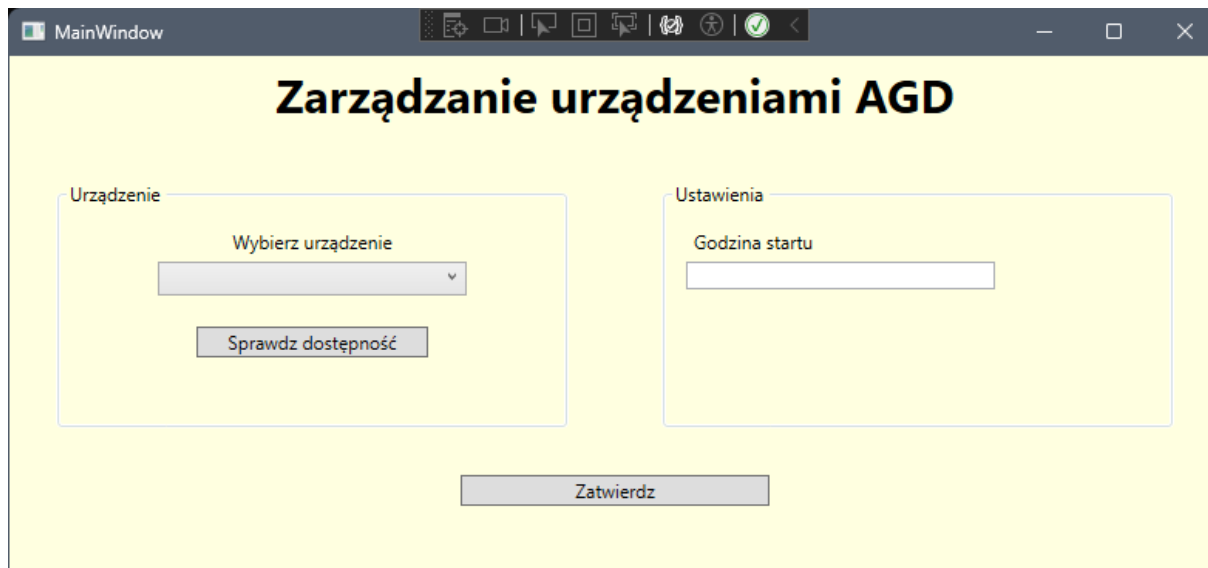 MainWindow
Zarządzanie urządzeniami AGD
Urządzenie
Wybierz urządzenie
Sprawdz dostępność
Ustawienia
Godzina startu
Zatwierdz